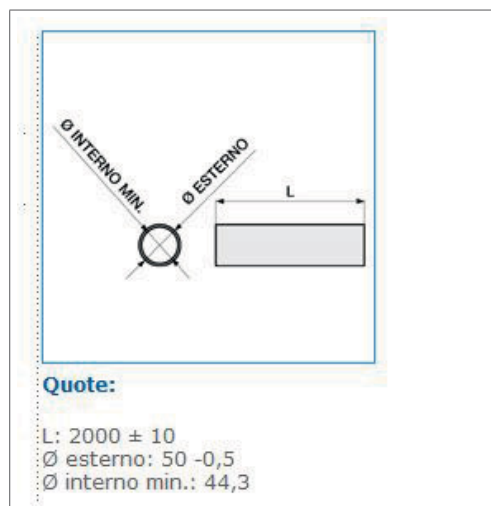 Ø INTERNO MIN.
Ø ESTERNO
L
Quote:
L: 2000 ± 10
Ø esterno: 50 -0,5
Ø interno min.: 44,3